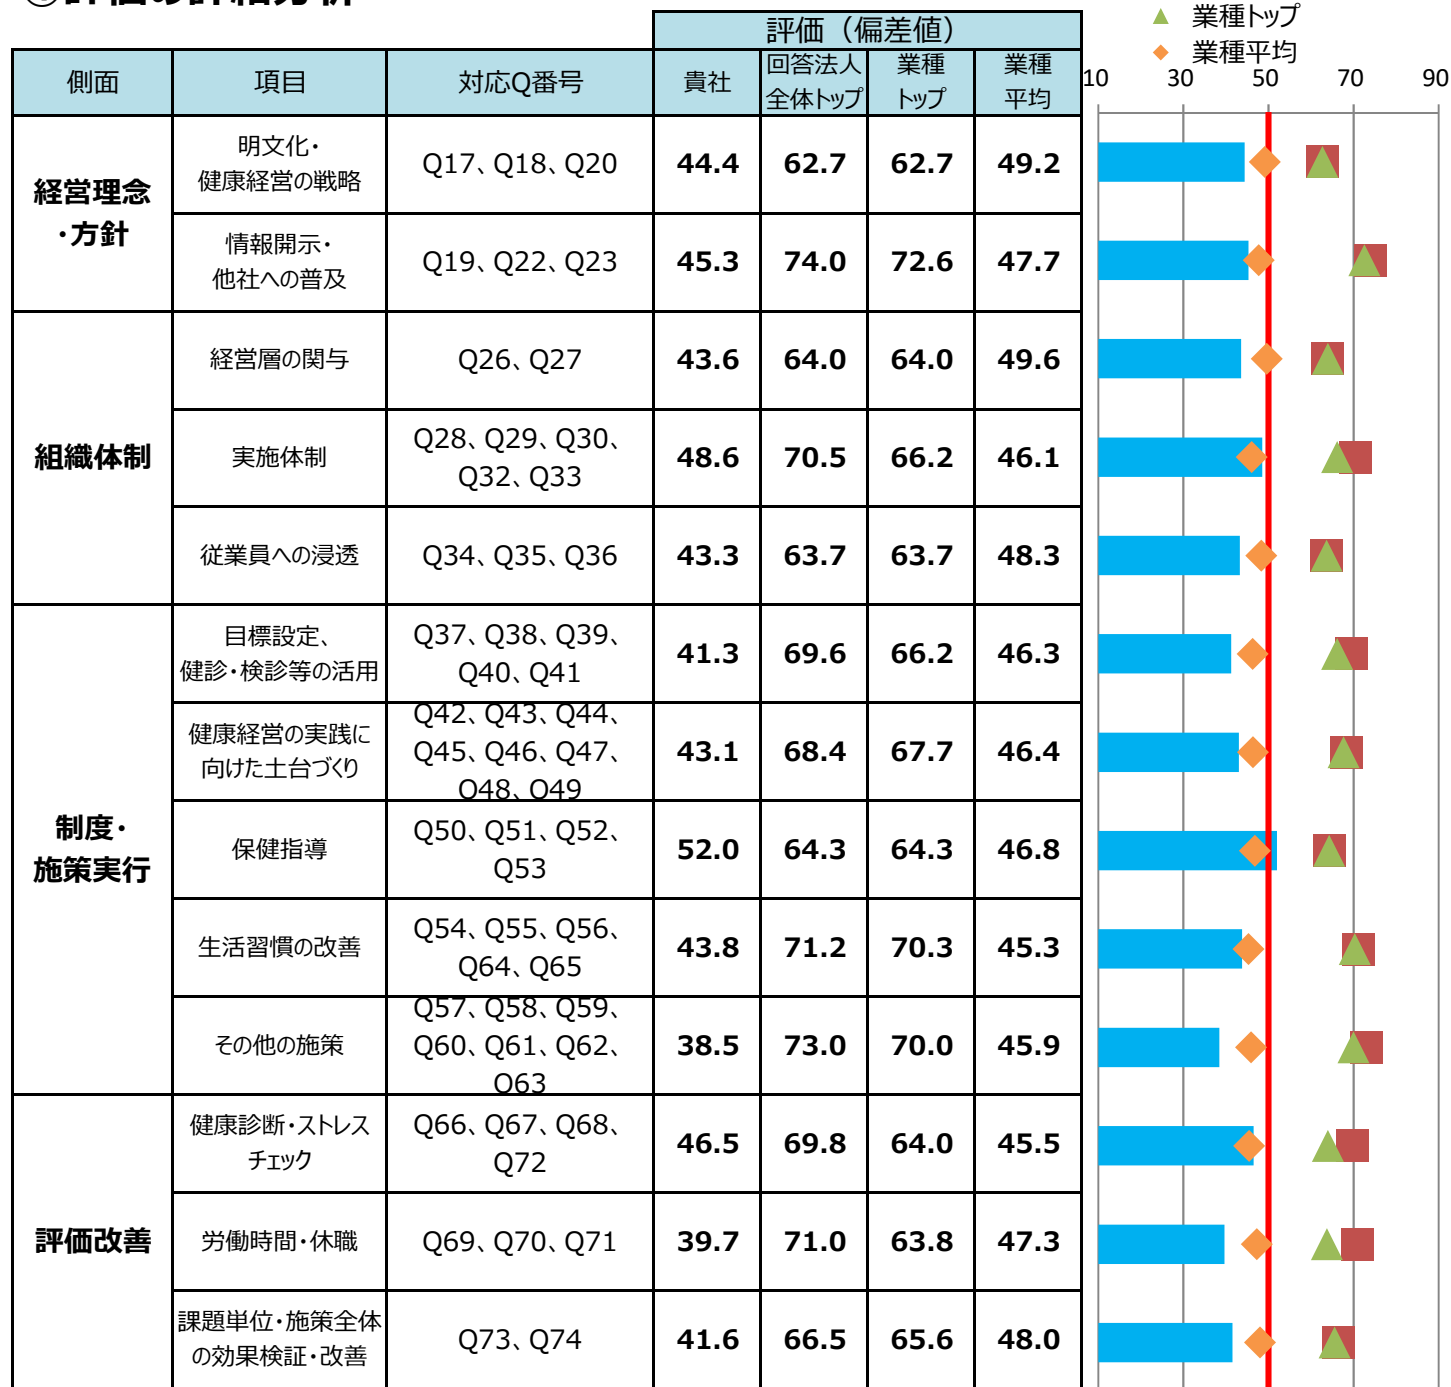 評価（偏差値）
▲ 業種トップ
◆ 業種平均
側面 項目 対応Q番号 貴社 回答法人 業種 業種
全体トップ トップ 平均
10 30 50 70 90
経営理念
・方針
明文化・
健康経営の戦略
Q17、Q18、Q20 44.4 62.7 62.7 49.2
情報開示・
他社への普及
Q19、Q22、Q23 45.3 74.0 72.6 47.7
組織体制
経営層の関与 Q26、Q27 43.6 64.0 64.0 49.6
実施体制
Q28、Q29、Q30、
Q32、Q33
48.6 70.5 66.2 46.1
従業員への浸透 Q34、Q35、Q36 43.3 63.7 63.7 48.3
制度・
施策実行
目標設定、
健診・検診等の活用
Q37、Q38、Q39、
Q40、Q41
41.3 69.6 66.2 46.3
健康経営の実践に
向けた土台づくり
Q42、Q43、Q44、
Q45、Q46、Q47、
Q48、Q49
43.1 68.4 67.7 46.4
保健指導
Q50、Q51、Q52、
Q53
52.0 64.3 64.3 46.8
生活習慣の改善
Q54、Q55、Q56、
Q64、Q65
43.8 71.2 70.3 45.3
その他の施策
Q57、Q58、Q59、
Q60、Q61、Q62、
Q63
38.5 73.0 70.0 45.9
評価改善
健康診断・ストレス
チェック
Q66、Q67、Q68、
Q72
46.5 69.8 64.0 45.5
労働時間・休職 Q69、Q70、Q71 39.7 71.0 63.8 47.3
課題単位・施策全体
の効果検証・改善
Q73、Q74 41.6 66.5 65.6 48.0